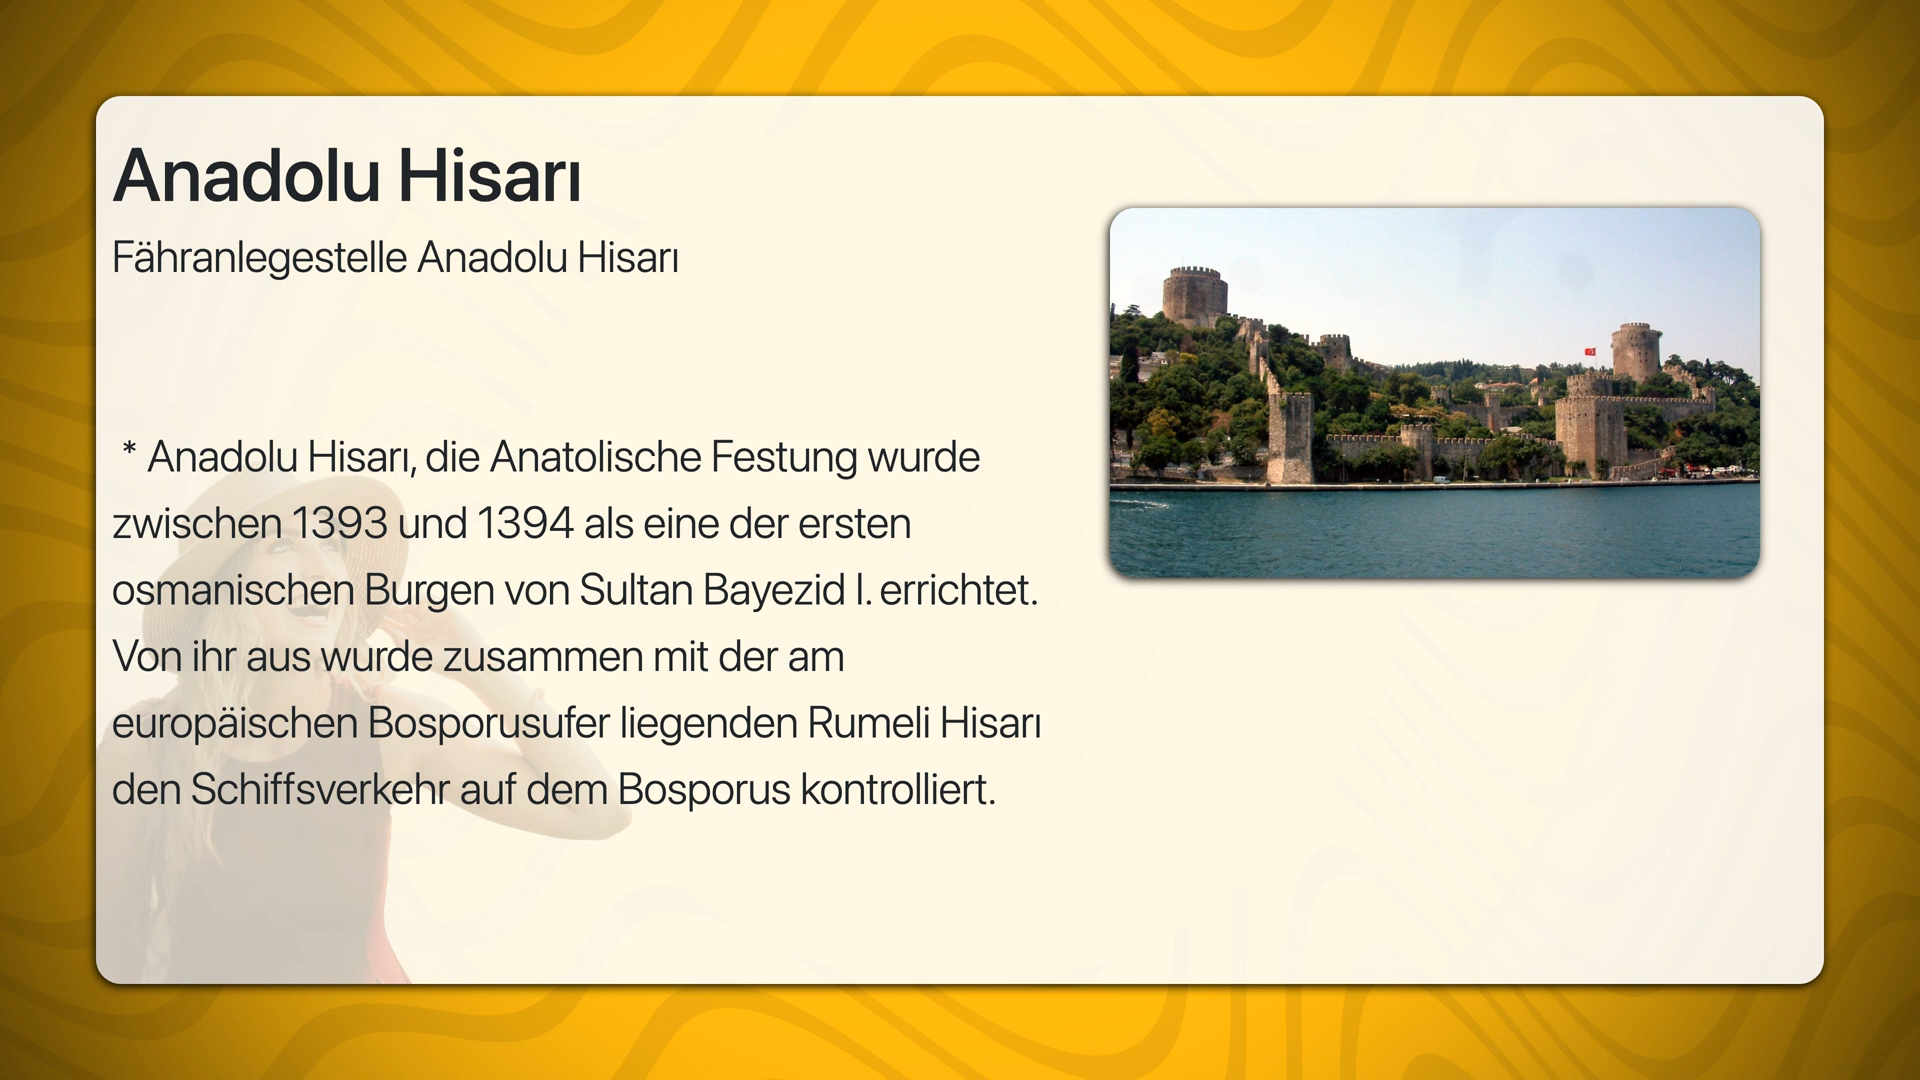 Anadolu Hisarı
Fähranlegestelle Anadolu Hisarı
* Anadolu Hisarı, die Anatolische Festung wurde
zwischen 1393 und 1394 als eine der ersten
osmanischen Burgen von Sultan Bayezid I. errichtet.
Von ihr aus wurde zusammen mit der am
europäischen Bosporusufer liegenden Rumeli Hisarı
den Schiffsverkehr auf dem Bosporus kontrolliert.